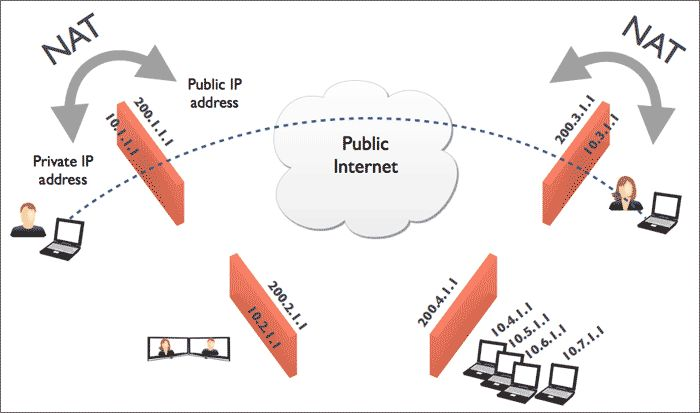 NAT
NAT
Public IP
address
200.1.1.1
10.1.1.1
200.3.1.1
10.3.1.1
Public
Internet
Private IP
address
200.2.1.1
10.2.1.1
200.4.1.1
10.4.1.1
10.5.1.1
10.6.1.1
10.7.1.1